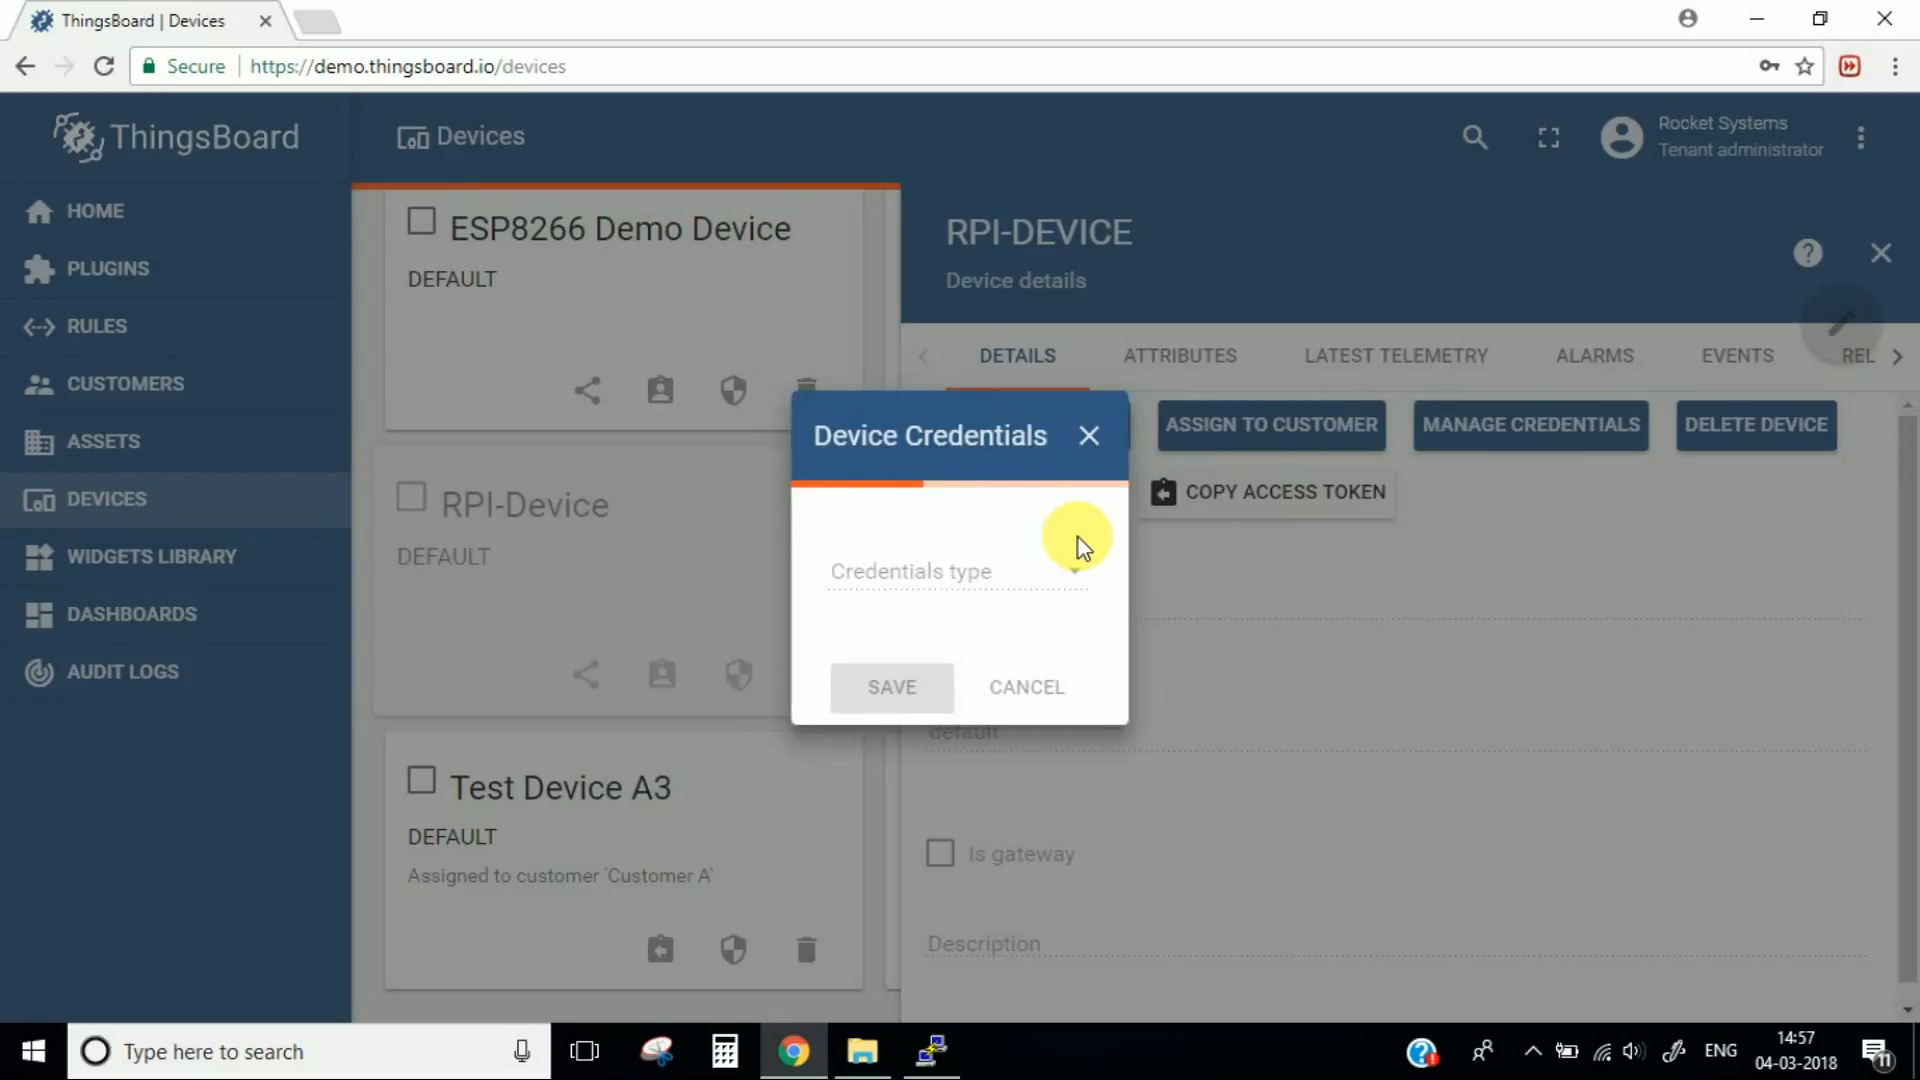 ThingsBoard | Devices
Secure
https://demo.thingsboard.io/devices
ThingsBoard
Devices
Rocket Systems
Tenant administrator
HOME
PLUGINS
RULES
CUSTOMERS
ASSETS
DEVICES
WIDGETS LIBRARY
DASHBOARDS
AUDIT LOGS
ESP8266 Demo Device
DEFAULT
RPI-Device
DEFAULT
Test Device A3
DEFAULT
Assigned to customer 'Customer A'
RPI-DEVICE
Device details
DETAILS
ATTRIBUTES
LATEST TELEMETRY
ALARMS
EVENTS
REL
ASSIGN TO CUSTOMER
MANAGE CREDENTIALS
DELETE DEVICE
COPY ACCESS TOKEN
Device Credentials
Credentials type
SAVE
CANCEL
default
Is gateway
Description
Type here to search
ENG
14:57
04-03-2018
11